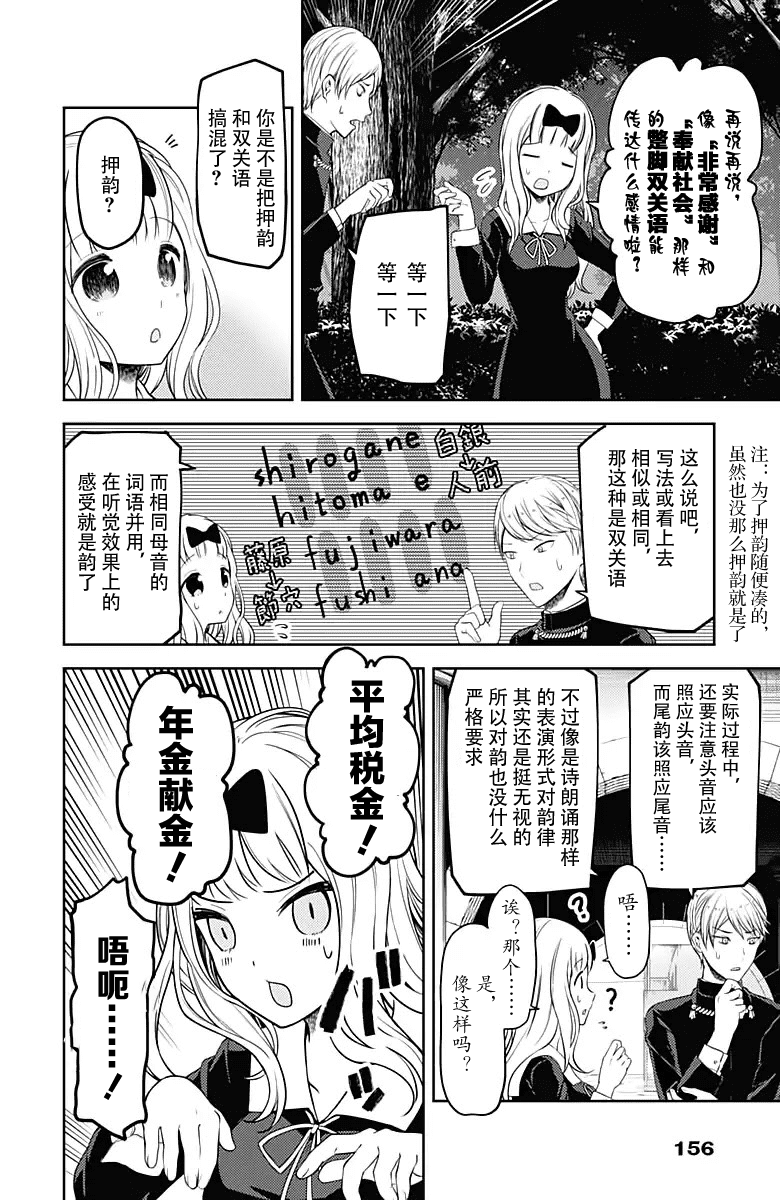 再说再说，
像“非常感谢”和
“奉献社会”那样
的整脚双关语能
传达什么感情啦？
等一下
等一下
你是不是把押韵
和双关语
搞混了？
押韵？
注：为了押韵随便凑的，
虽然也没那么押韵就是了
这么说吧，
写法或看上去
相似或相同，
那这种是双关语
shirogane
hitoma e
白銀
人前
fujiwara
fushi ana
藤原
節穴
而相同母音的
词语并用，
在听觉效果上的
感受就是韵了
实际过程中，
还要注意头音应该
照应头音，
而尾韵该照应尾音……
不过像是诗朗诵那样
的表演形式对韵律
其实还是挺无视的
所以对韵也没什么
严格要求
唔……
？
?
诶？那个……
是，
像这样吗？
平均税金！
年金献金！
唔呃……！
156